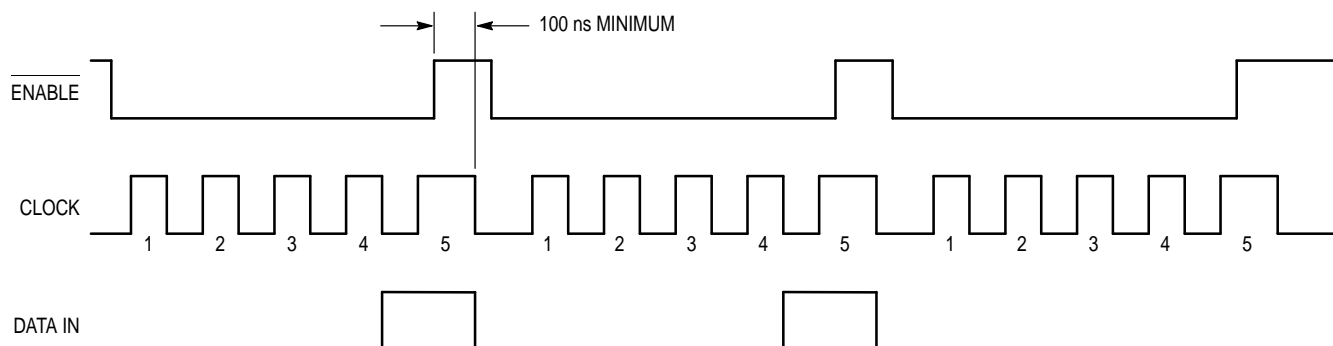 100 ns MINIMUM
ENABLE
CLOCK
1 2 3 4 5 1 2 3 4 5 1 2 3 4 5
DATA IN